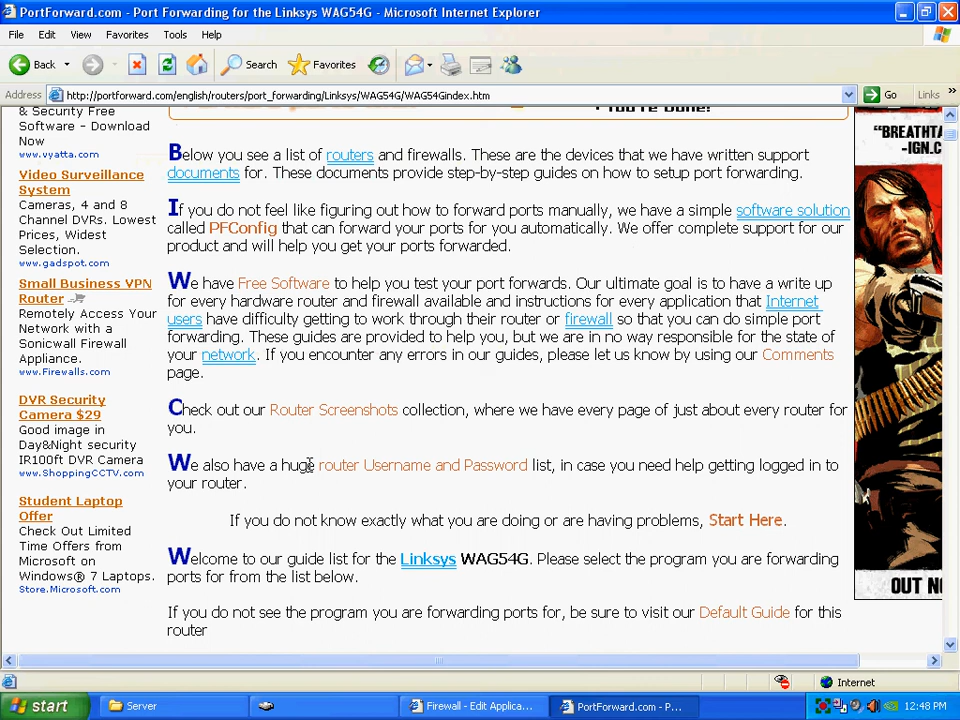 PortForward.com - Port Forwarding for the Linksys WAG54G - Microsoft Internet Explorer
File Edit View Favorites Tools Help
Back Search Favorites
Address http://portforward.com/english/routers/port_forwarding/Linksys/WAG54G/WAG54Gindex.htm Go Links »
& Security Free
Software - Download
Now
www.vyatta.com
Video Surveillance
System
Cameras, 4 and 8
Channel DVRs. Lowest
Prices, Widest
Selection.
www.gadspot.com
Small Business VPN
Router
Remotely Access Your
Network with a
Sonicwall Firewall
Appliance.
www.Firewalls.com
DVR Security
Camera $29
Good image in
Day&Night security
IR100ft DVR Camera
www.ShoppingCCTV.com
Student Laptop
Offer
Check Out Limited
Time Offers from
Microsoft on
Windows® 7 Laptops.
Store.Microsoft.com
You're done!
Below you see a list of routers and firewalls. These are the devices that we have written support
documents for. These documents provide step-by-step guides on how to setup port forwarding.
If you do not feel like figuring out how to forward ports manually, we have a simple software solution
called PFConfig that can forward your ports for you automatically. We offer complete support for our
product and will help you get your ports forwarded.
We have Free Software to help you test your port forwards. Our ultimate goal is to have a write up
for every hardware router and firewall available and instructions for every application that Internet
users have difficulty getting to work through their router or firewall so that you can do simple port
forwarding. These guides are provided to help you, but we are in no way responsible for the state of
your network. If you encounter any errors in our guides, please let us know by using our Comments
page.
Check out our Router Screenshots collection, where we have every page of just about every router for
you.
We also have a huge router Username and Password list, in case you need help getting logged in to
your router.
If you do not know exactly what you are doing or are having problems, Start Here.
Welcome to our guide list for the Linksys WAG54G. Please select the program you are forwarding
ports for from the list below.
If you do not see the program you are forwarding ports for, be sure to visit our Default Guide for this
router
"BREATHTA
-IGN.C
OUT NO
Internet
start Server Firewall - Edit Applica... PortForward.com - P... 12:48 PM